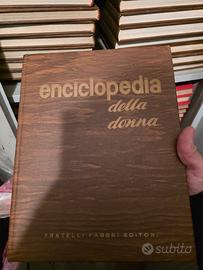 enciclopedia
della
donna
FRATELLI FABBRI EDITORI
subito